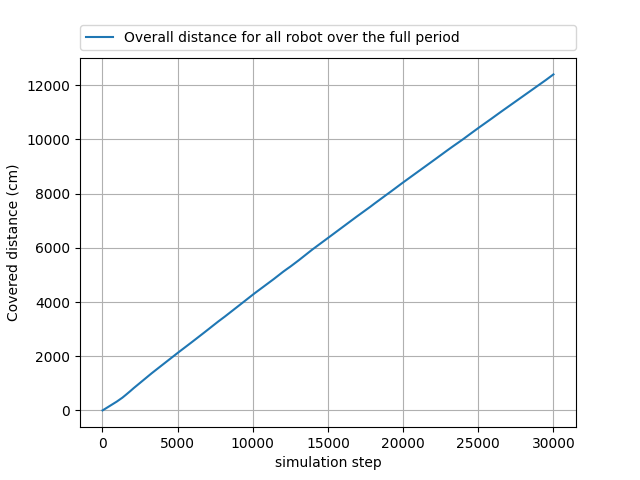 Overall distance for all robot over the full period
12000
10000
8000
6000
4000
2000
0
Covered distance (cm)
0 5000 10000 15000 20000 25000 30000
simulation step